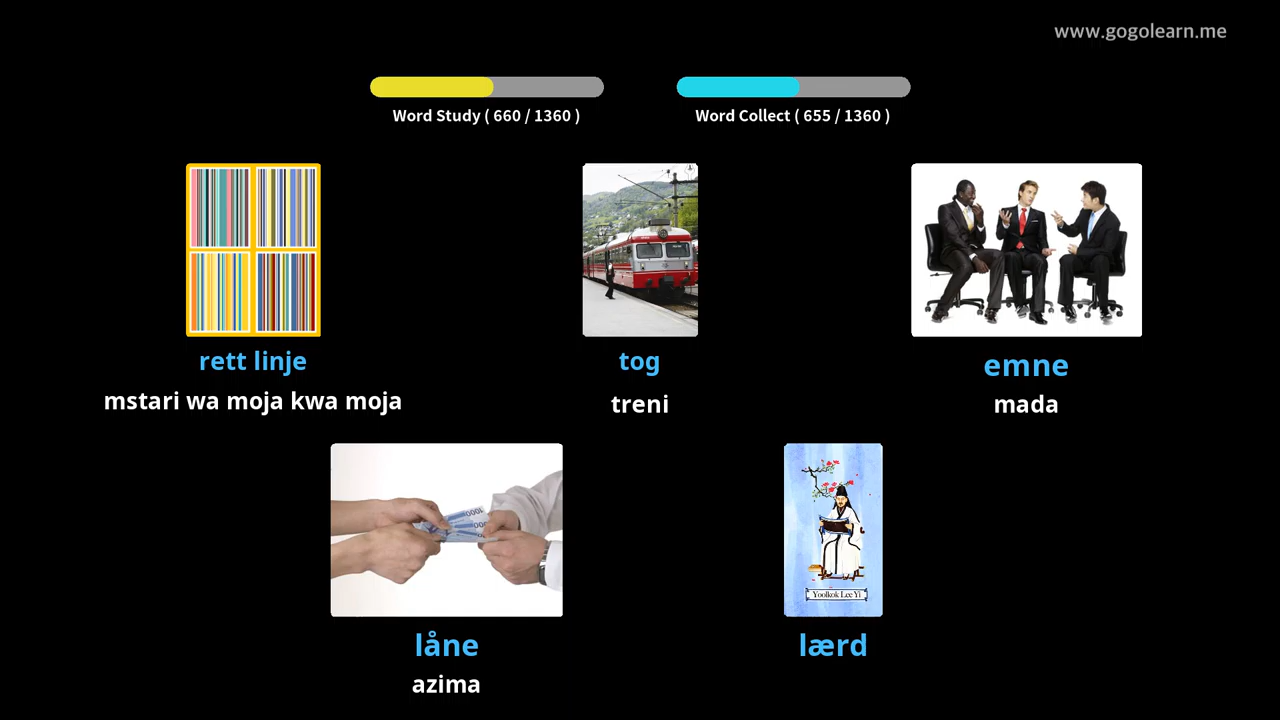 www.gogolearn.me
Word Study ( 660 / 1360 )
Word Collect ( 655 / 1360 )
rett linje
mstari wa moja kwa moja
tog
treni
emne
mada
låne
azima
Yoolkok Lee Yi
lærd